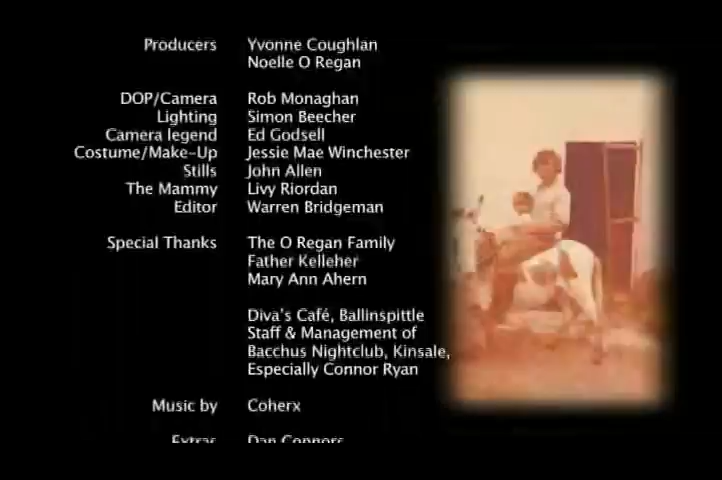 Producers Yvonne Coughlan
Noelle O Regan
DOP/Camera Rob Monaghan
Lighting Simon Beecher
Camera legend Ed Godsell
Costume/Make-Up Jessie Mae Winchester
Stills John Allen
The Mammy Livy Riordan
Editor Warren Bridgeman
Special Thanks The O Regan Family
Father Kelleher
Mary Ann Ahern
Diva's Café, Ballinspittle
Staff & Management of
Bacchus Nightclub, Kinsale,
Especially Connor Ryan
Music by Coherx
Extras Dan Connors